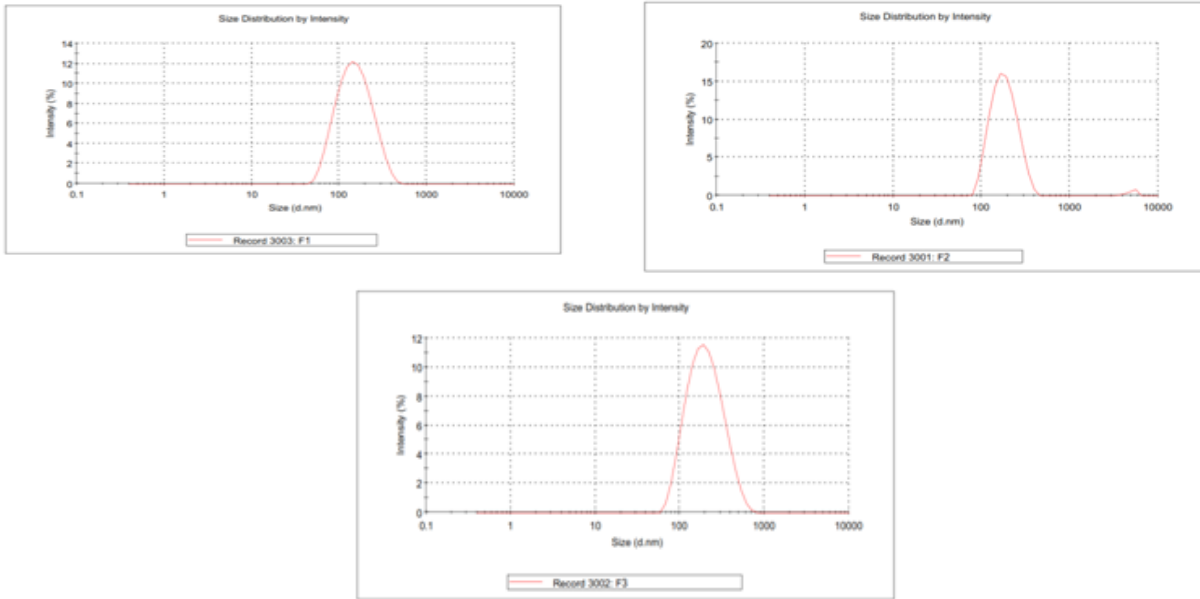 Size Distribution by Intensity
14
12
10
8
6
4
2
0
Intensity (%)
0.1 1 10 100 1000 10000
Size (d.nm)
Record 3003: F1
Size Distribution by Intensity
20
15
10
5
0
Intensity (%)
0.1 1 10 100 1000 10000
Size (d.nm)
Record 3001: F2
Size Distribution by Intensity
12
10
8
6
4
2
0
Intensity (%)
0.1 1 10 100 1000 10000
Size (d.nm)
Record 3002: F3